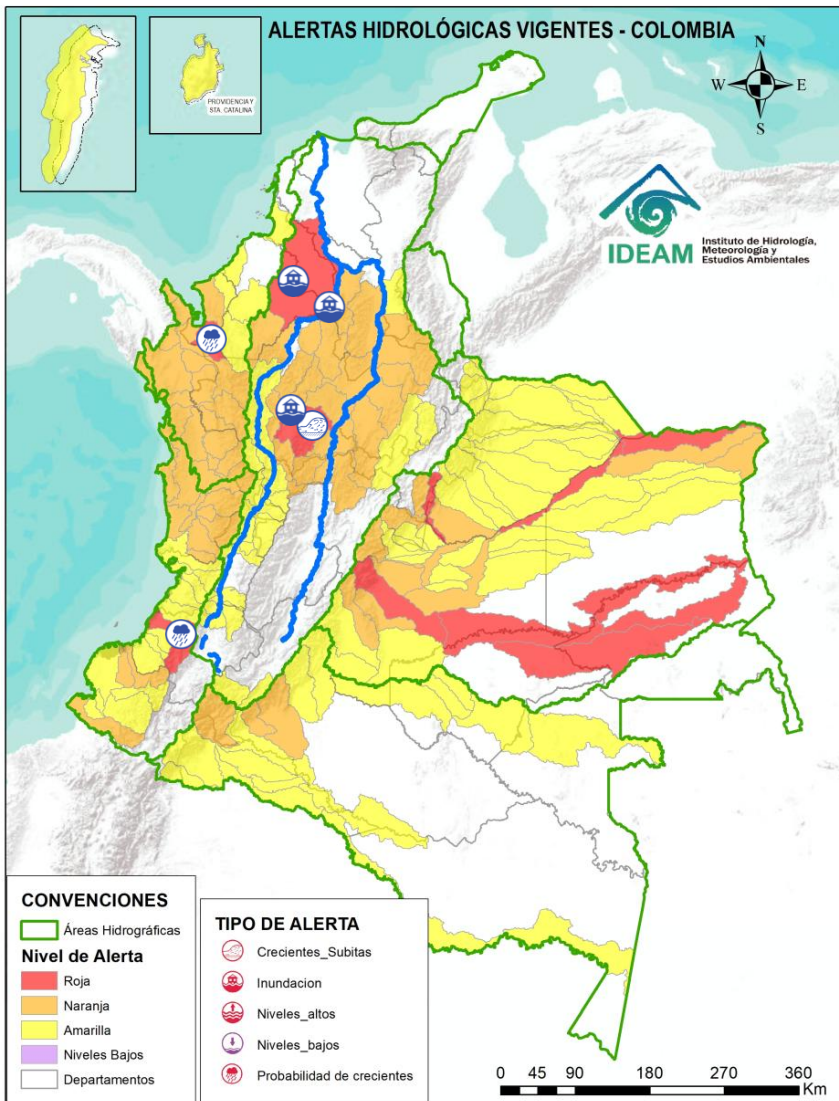 ALERTAS HIDROLÓGICAS VIGENTES - COLOMBIA
PROVIDENCIA Y
STA. CATALINA
N
W
E
S
IDEAM
Instituto de Hidrología,
Meteorología y
Estudios Ambientales
CONVENCIONES
Áreas Hidrográficas
Nivel de Alerta
Roja
Naranja
Amarilla
Niveles Bajos
Departamentos
TIPO DE ALERTA
Crecientes_Subitas
Inundacion
Niveles_altos
Niveles_bajos
Probabilidad de crecientes
0 45 90 180 270 360
Km